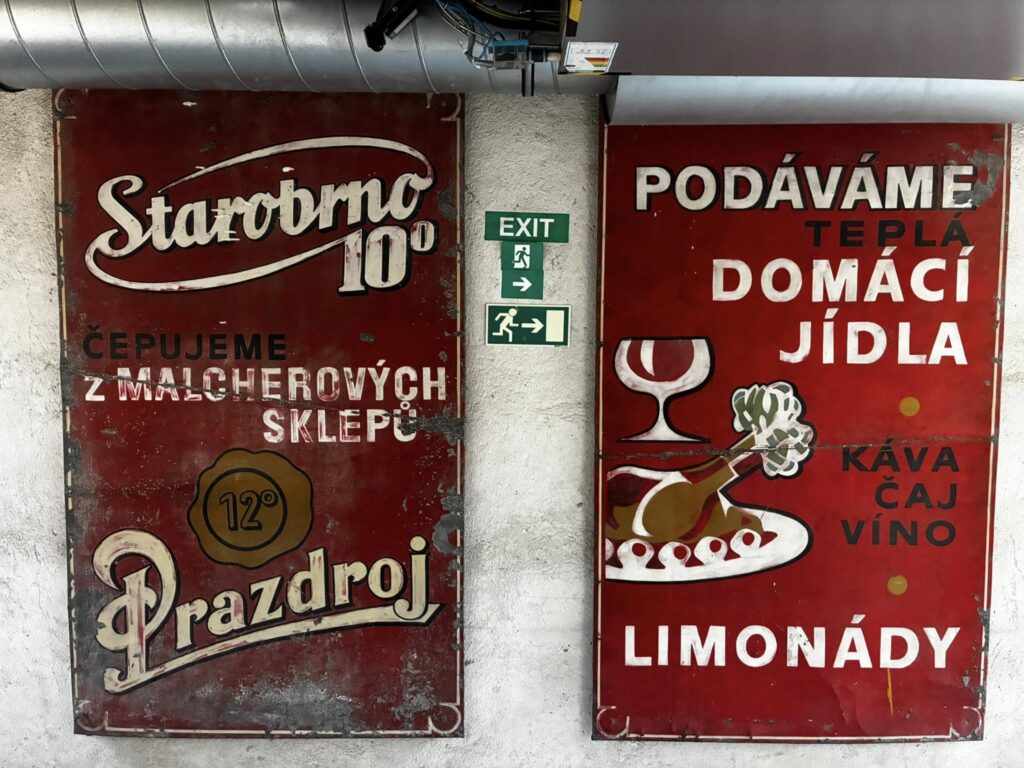 Starobrno
10°
ČEPUJEME
Z MALCHEROVÝCH
SKLEPŮ
12°
Prazdroj
EXIT
PODÁVÁME
TEPLÁ
DOMÁCÍ
JÍDLA
KÁVA
ČAJ
VÍNO
LIMONÁDY